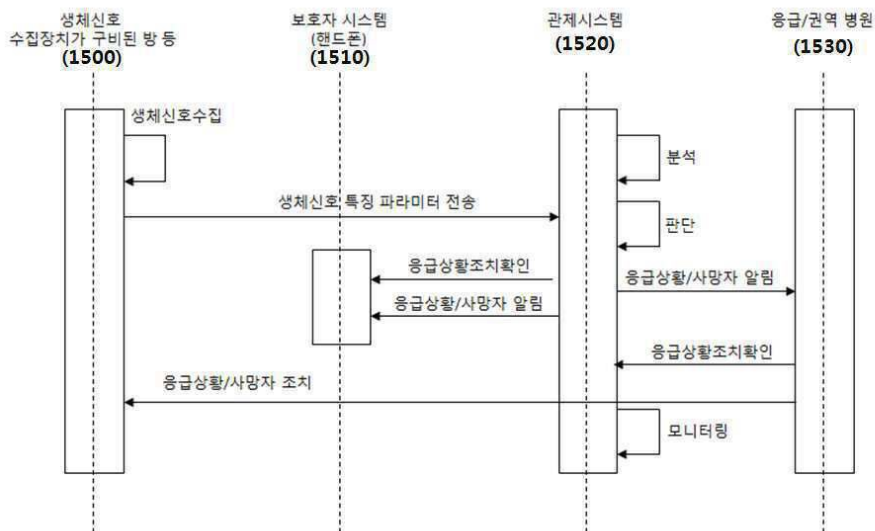 생체신호
수집장치가 구비된 방 등
(1500)
보호자 시스템
(핸드폰)
(1510)
관제시스템
(1520)
응급/권역 병원
(1530)
생체신호수집
분석
생체신호 특징 파라미터 전송
판단
응급상황조치확인
응급상황/사망자 알림
응급상황/사망자 알림
응급상황조치확인
응급상황/사망자 조치
모니터링